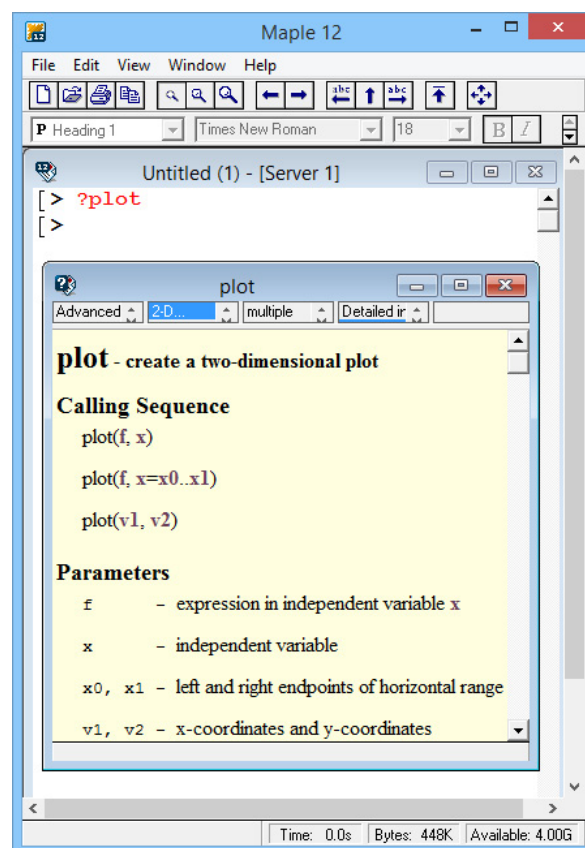 Maple 12
File Edit View Window Help
P Heading 1 Times New Roman 18 B I
Untitled (1) - [Server 1]
[> ?plot
[>
plot
Advanced 2-D... multiple Detailed ir
plot - create a two-dimensional plot
Calling Sequence
plot(f, x)
plot(f, x=x0..x1)
plot(v1, v2)
Parameters
f - expression in independent variable x
x - independent variable
x0, x1 - left and right endpoints of horizontal range
v1, v2 - x-coordinates and y-coordinates
Time: 0.0s Bytes: 448K Available: 4.00G